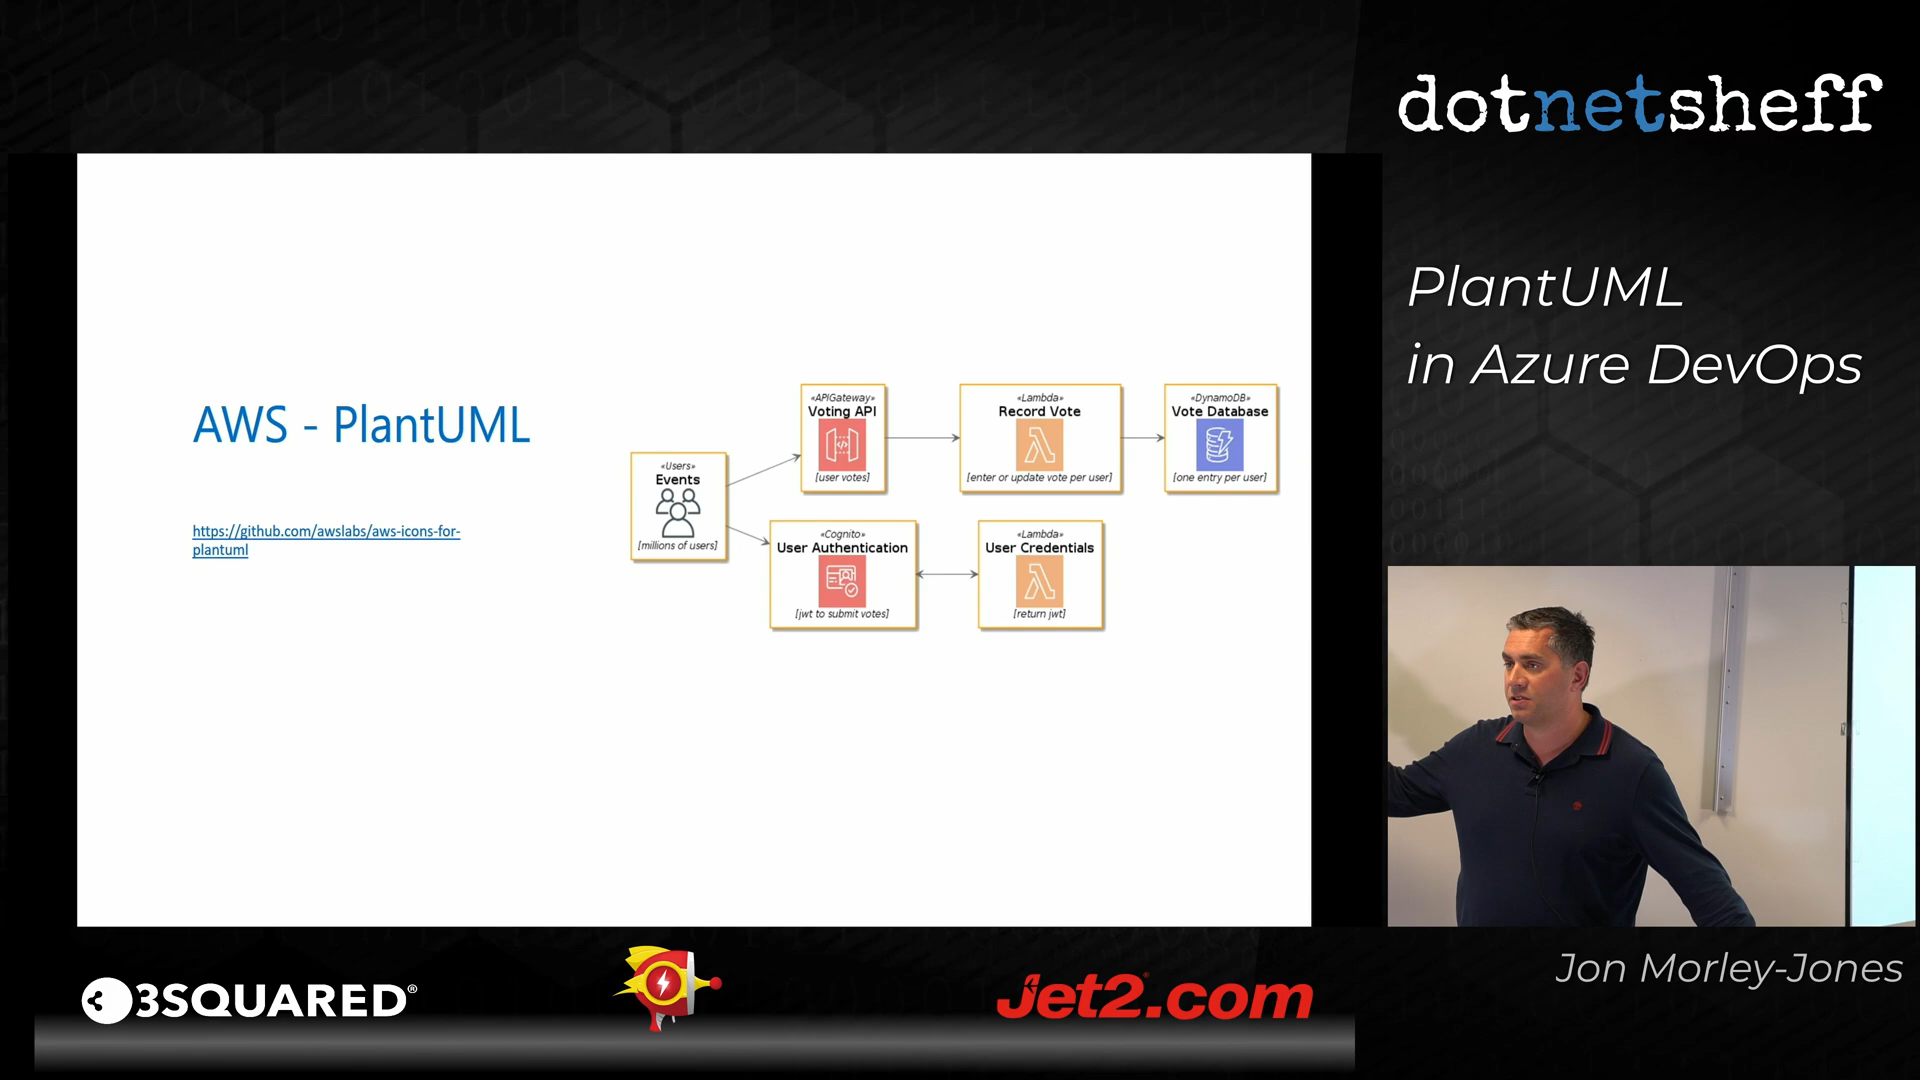 dotnetsheff
PlantUML
in Azure DevOps
AWS - PlantUML
https://github.com/awslabs/aws-icons-for-
plantuml
«Users»
Events
[millions of users]
«APIGateway»
Voting API
[user votes]
«Lambda»
Record Vote
[enter or update vote per user]
«DynamoDB»
Vote Database
[one entry per user]
«Cognito»
User Authentication
[jwt to submit votes]
«Lambda»
User Credentials
[return jwt]
Jon Morley-Jones
3SQUARED®
Jet2.com